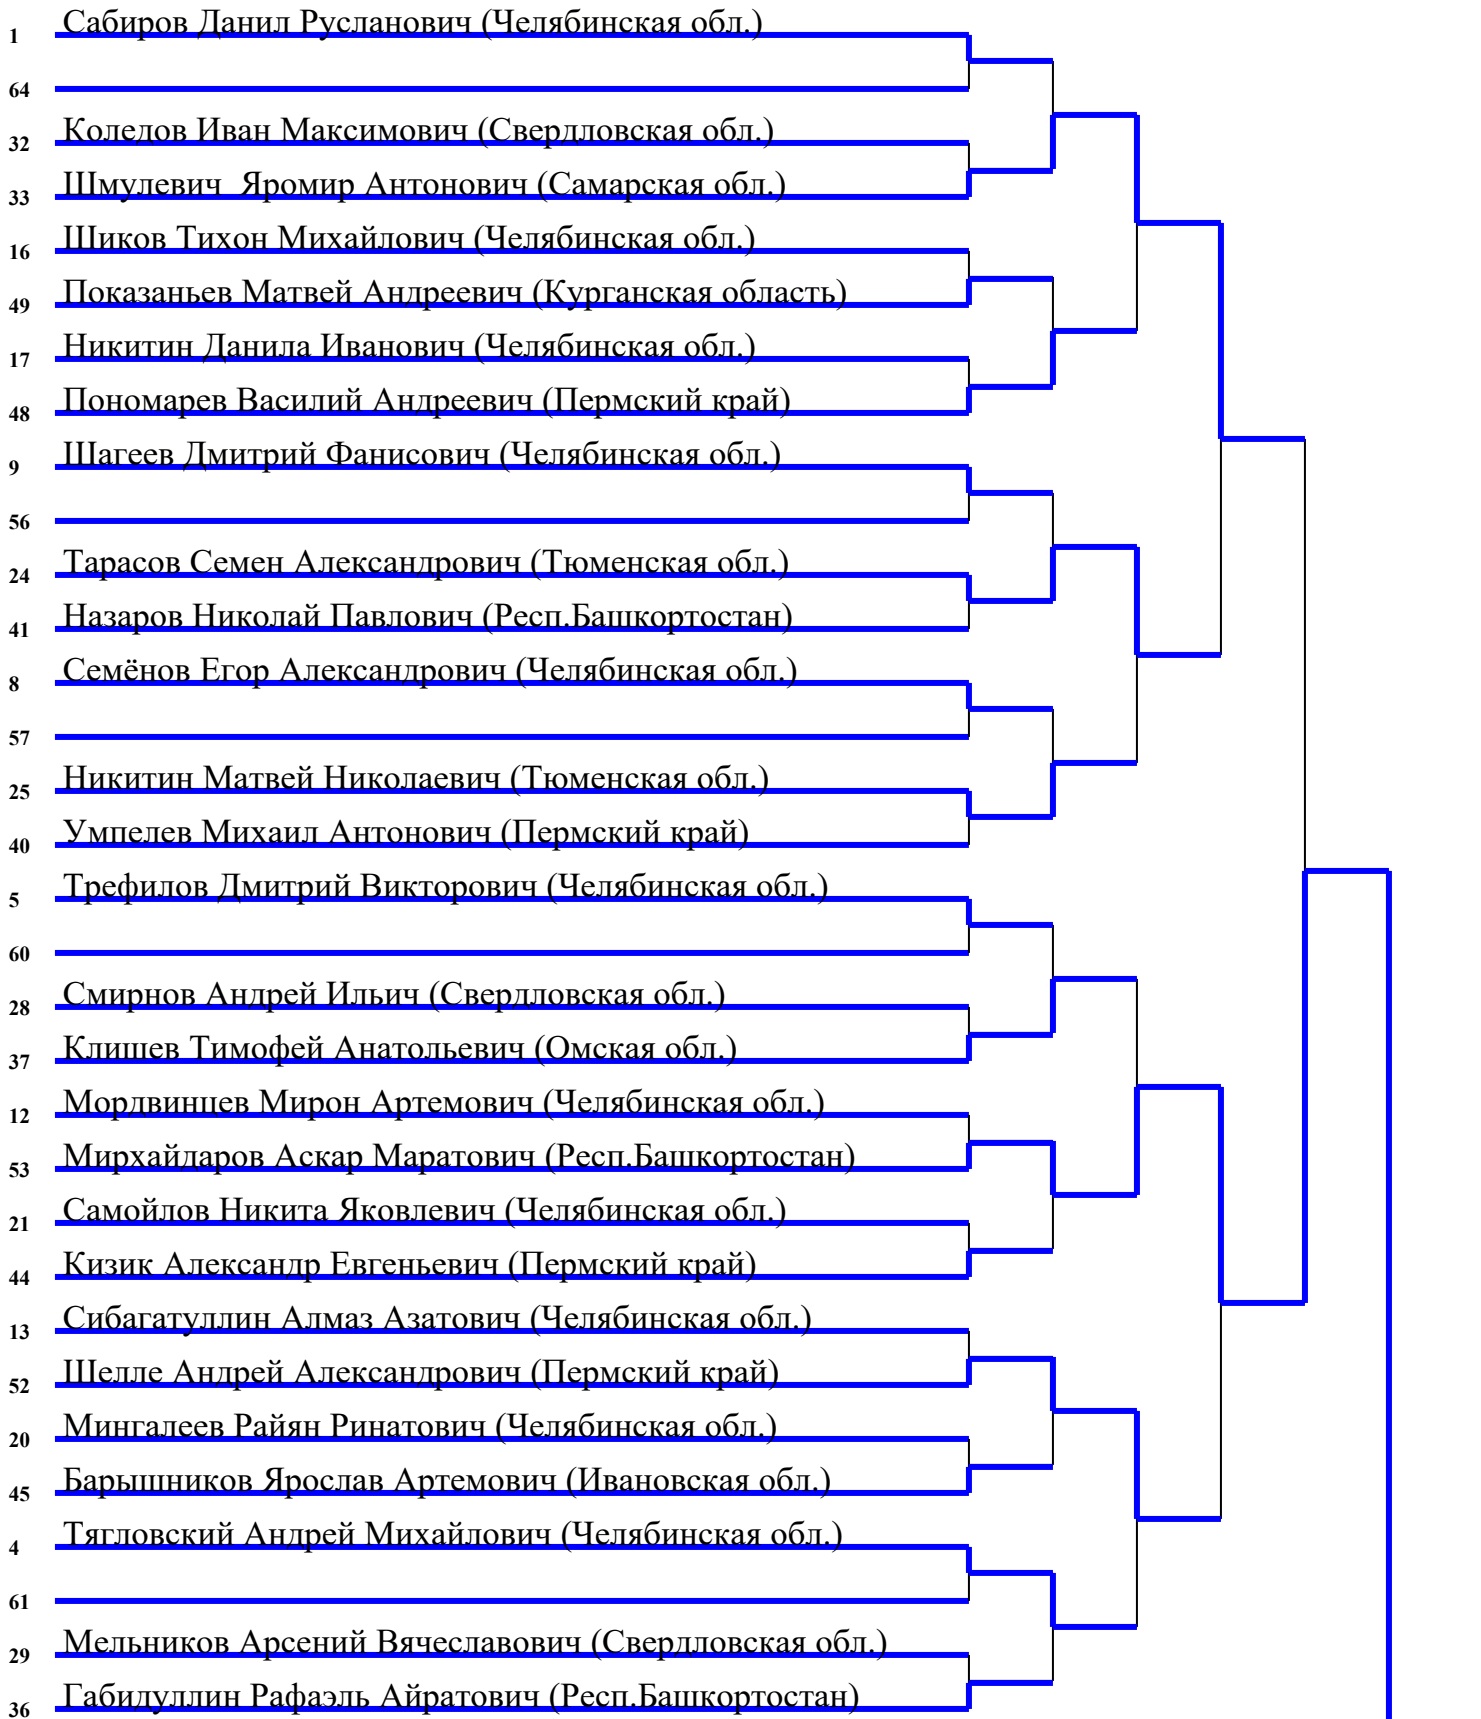 1 Сабиров Данил Русланович (Челябинская обл.)
64
32 Коледов Иван Максимович (Свердловская обл.)
33 Шмулевич  Яромир Антонович (Самарская обл.)
16 Шиков Тихон Михайлович (Челябинская обл.)
49 Показаньев Матвей Андреевич (Курганская область)
17 Никитин Данила Иванович (Челябинская обл.)
48 Пономарев Василий Андреевич (Пермский край)
9 Шагеев Дмитрий Фанисович (Челябинская обл.)
56
24 Тарасов Семен Александрович (Тюменская обл.)
41 Назаров Николай Павлович (Респ.Башкортостан)
8 Семёнов Егор Александрович (Челябинская обл.)
57
25 Никитин Матвей Николаевич (Тюменская обл.)
40 Умпелев Михаил Антонович (Пермский край)
5 Трефилов Дмитрий Викторович (Челябинская обл.)
60
28 Смирнов Андрей Ильич (Свердловская обл.)
37 Клишев Тимофей Анатольевич (Омская обл.)
12 Мордвинцев Мирон Артемович (Челябинская обл.)
53 Мирхайдаров Аскар Маратович (Респ.Башкортостан)
21 Самойлов Никита Яковлевич (Челябинская обл.)
44 Кизик Александр Евгеньевич (Пермский край)
13 Сибагатуллин Алмаз Азатович (Челябинская обл.)
52 Шелле Андрей Александрович (Пермский край)
20 Мингалеев Райян Ринатович (Челябинская обл.)
45 Барышников Ярослав Артемович (Ивановская обл.)
4 Тягловский Андрей Михайлович (Челябинская обл.)
61
29 Мельников Арсений Вячеславович (Свердловская обл.)
36 Габидуллин Рафаэль Айратович (Респ.Башкортостан)